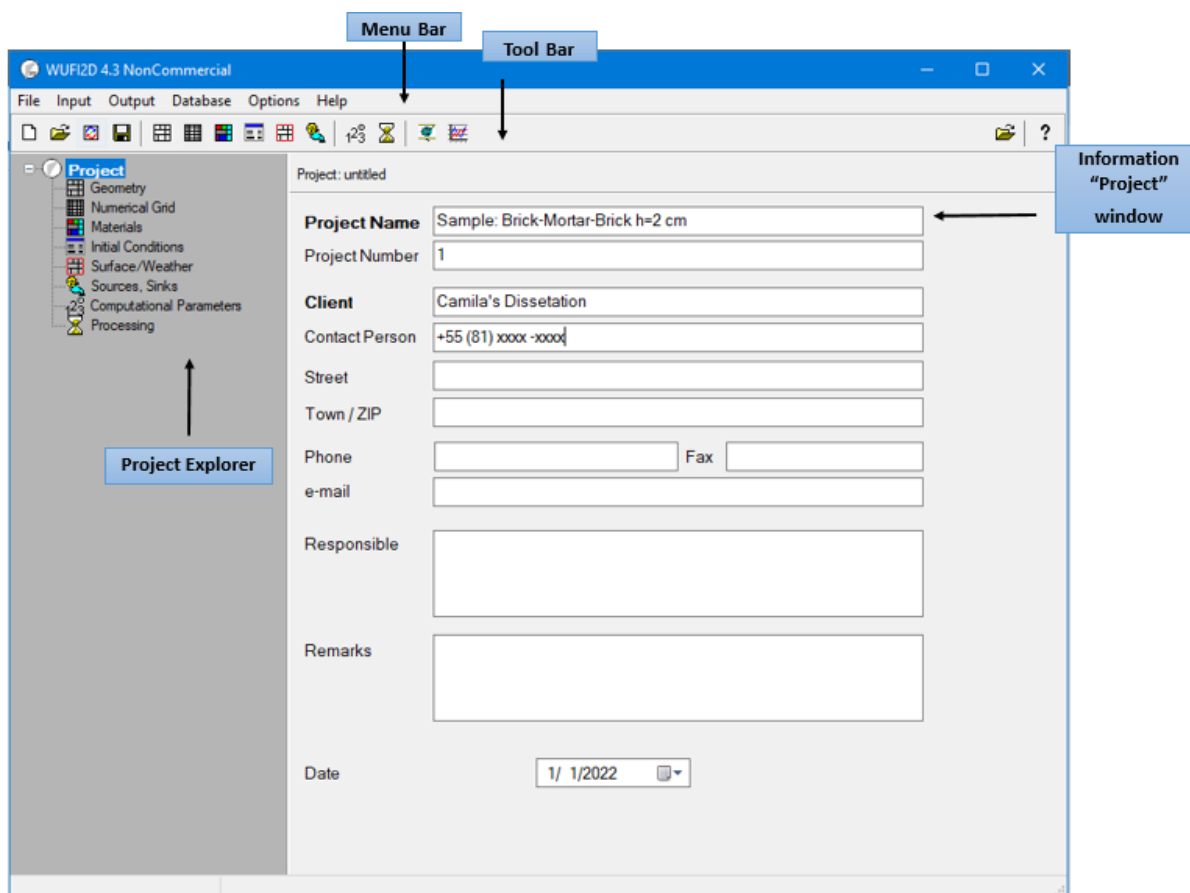 Menu Bar
Tool Bar
WUFI2D 4.3 NonCommercial
File Input Output Database Options Help
Project
Geometry
Numerical Grid
Materials
Initial Conditions
Surface/Weather
Sources, Sinks
Computational Parameters
Processing
Project Explorer
Project: untitled
Project Name Sample: Brick-Mortar-Brick h=2 cm
Project Number 1
Client Camila's Dissetation
Contact Person +55 (81) xxxx -xxxx
Street
Town / ZIP
Phone Fax
e-mail
Responsible
Remarks
Date 1/ 1/2022
Information
“Project”
window